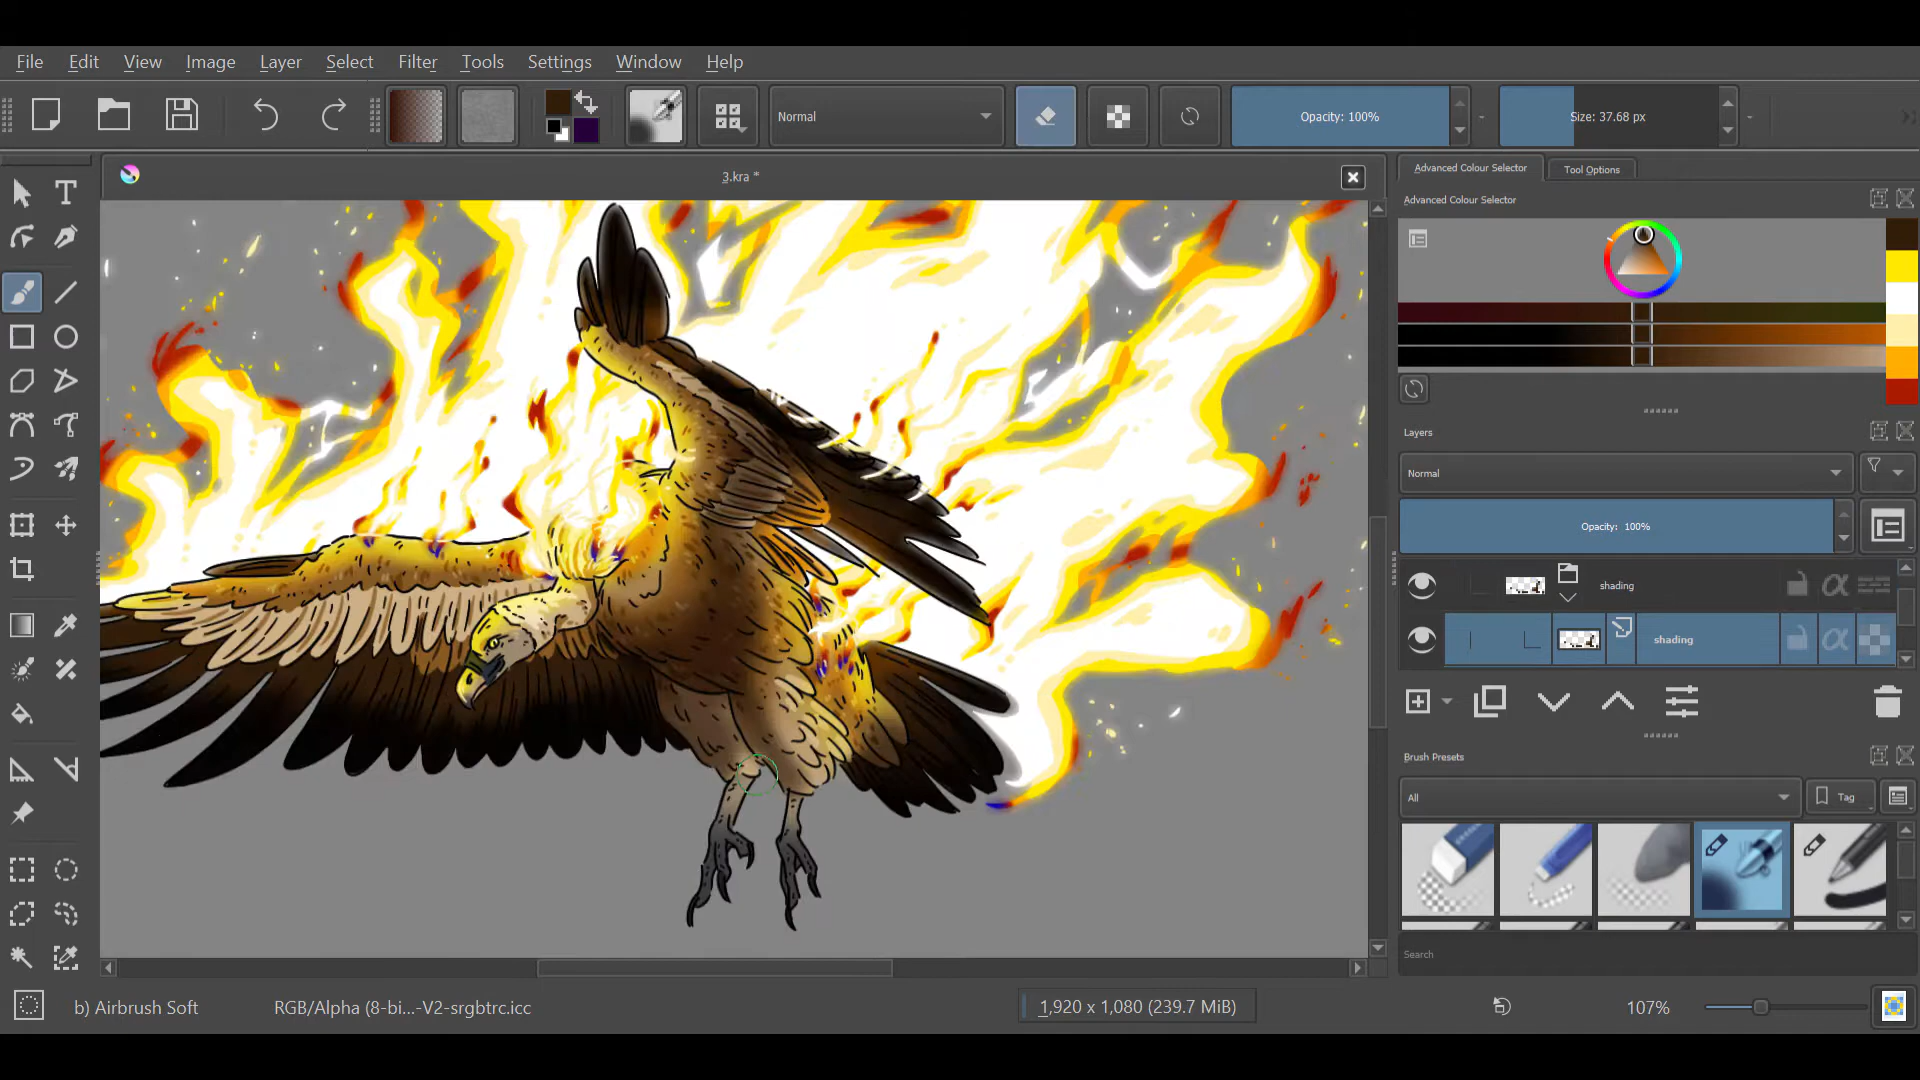 File Edit View Image Layer Select Filter Tools Settings Window Help
Normal Opacity: 100% Size: 37.68 px
3.kra *
Advanced Colour Selector Tool Options
Advanced Colour Selector
Layers
Normal
Opacity: 100%
shading
shading
Brush Presets
All Tag
Search
b) Airbrush Soft RGB/Alpha (8-bi...-V2-srgbtrc.icc 1,920 x 1,080 (239.7 MiB) 107%